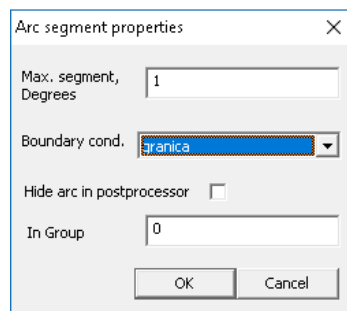 Arc segment properties
Max. segment,
Degrees
1
Boundary cond.
granica
Hide arc in postprocessor
In Group
0
OK
Cancel